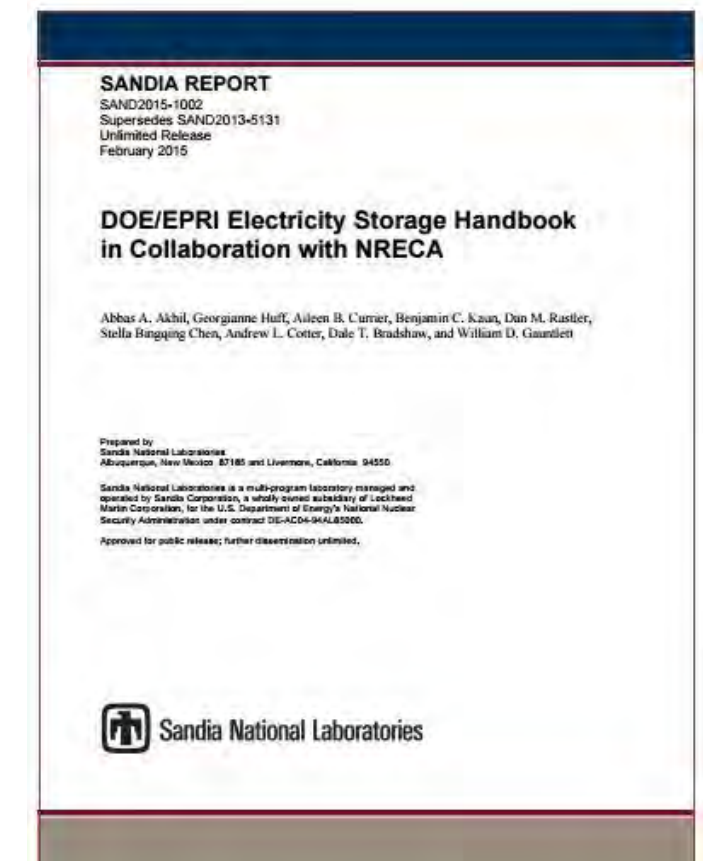 SANDIA REPORT
SAND2015-1002
Supersedes SAND2013-5131
Unlimited Release
February 2015
DOE/EPRI Electricity Storage Handbook
in Collaboration with NRECA
Abbas A. Akhil, Georgianne Huff, Aileen B. Currier, Benjamin C. Kaun, Dan M. Rastler,
Stella Bingqing Chen, Andrew L. Cotter, Dale T. Bradshaw, and William D. Gauntlett
Prepared by
Sandia National Laboratories
Albuquerque, New Mexico 87185 and Livermore, California 94550
Sandia National Laboratories is a multi-program laboratory managed and
operated by Sandia Corporation, a wholly owned subsidiary of Lockheed
Martin Corporation, for the U.S. Department of Energy's National Nuclear
Security Administration under contract DE-AC04-94AL85000.
Approved for public release; further dissemination unlimited.
Sandia National Laboratories